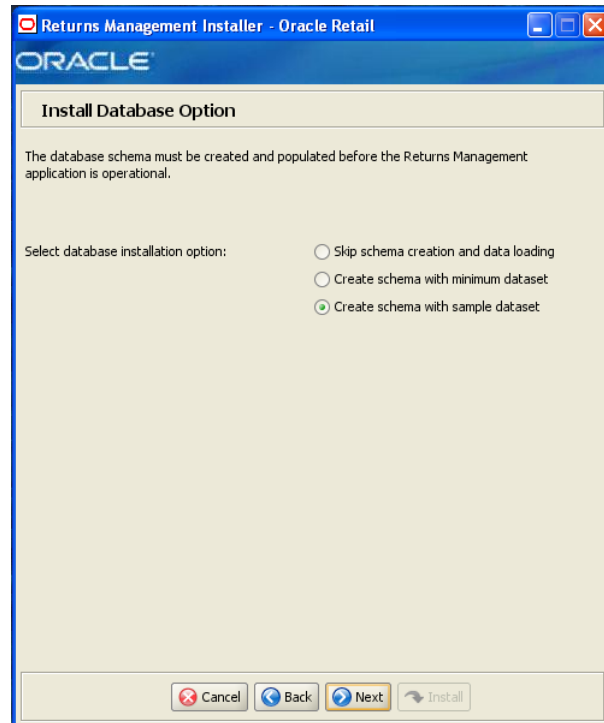 Returns Management Installer - Oracle Retail
ORACLE
Install Database Option
The database schema must be created and populated before the Returns Management
application is operational.
Select database installation option:
Skip schema creation and data loading
Create schema with minimum dataset
Create schema with sample dataset
Cancel
Back
Next
Install